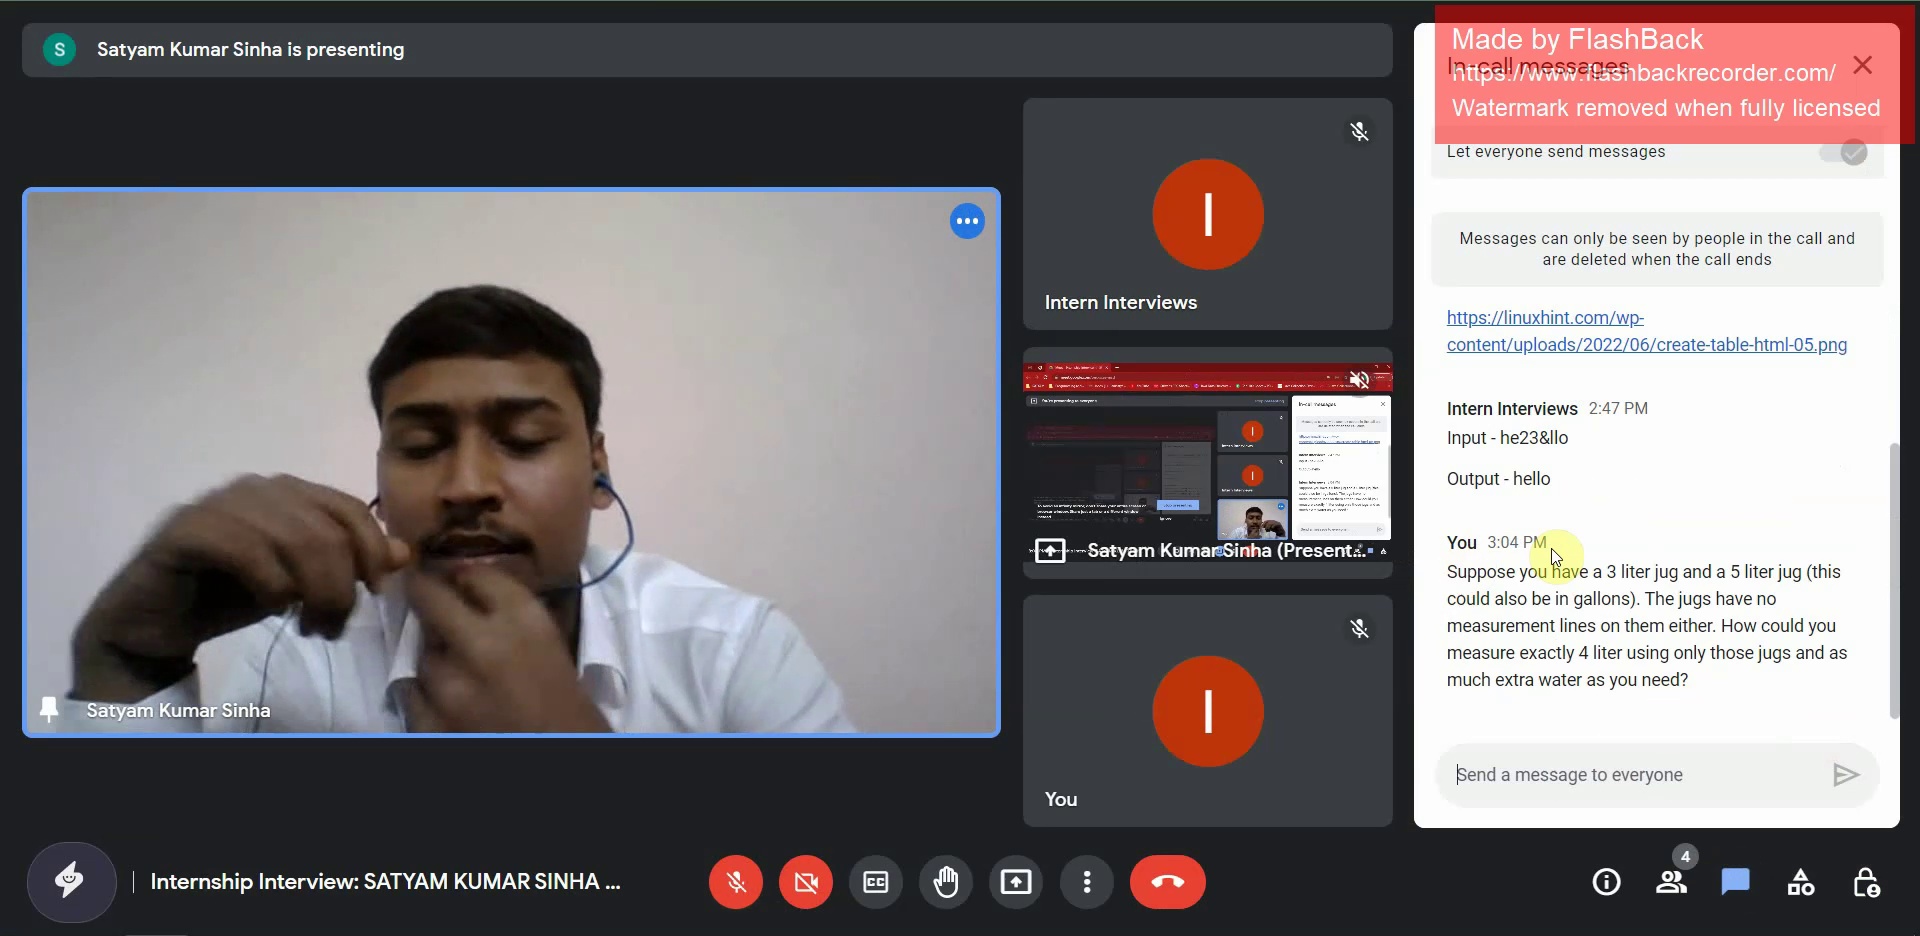 S Satyam Kumar Sinha is presenting
Made by FlashBack
In-call messages
https://www.flashbackrecorder.com/
Watermark removed when fully licensed
Let everyone send messages
Messages can only be seen by people in the call and
are deleted when the call ends
https://linuxhint.com/wp-
content/uploads/2022/06/create-table-html-05.png
Intern Interviews 2:47 PM
Input - he23&llo
Output - hello
You 3:04 PM
Suppose you have a 3 liter jug and a 5 liter jug (this
could also be in gallons). The jugs have no
measurement lines on them either. How could you
measure exactly 4 liter using only those jugs and as
much extra water as you need?
Send a message to everyone
I
Intern Interviews
Satyam Kumar Sinha (Present...
I
You
Satyam Kumar Sinha
Internship Interview: SATYAM KUMAR SINHA ...
CC
4